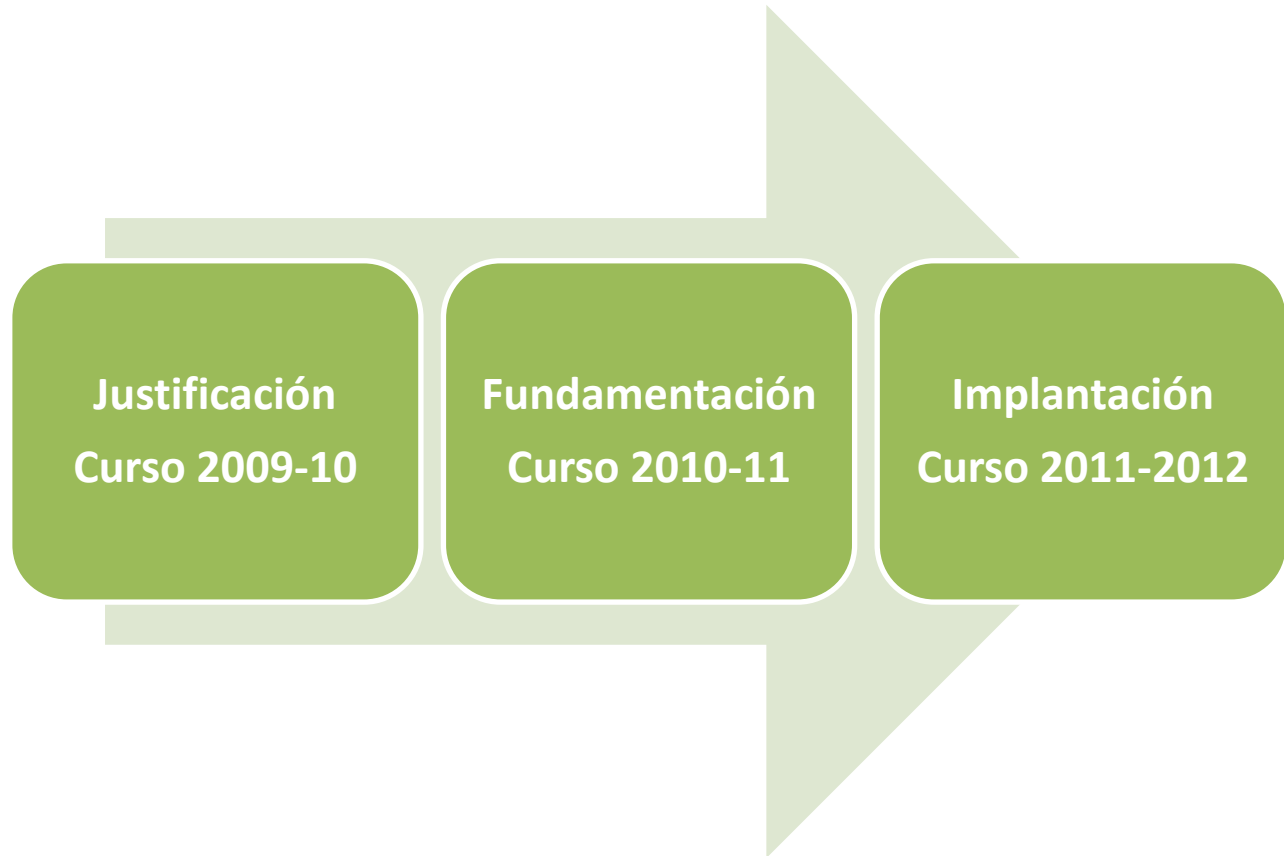 Justificación
Curso 2009-10
Fundamentación
Curso 2010-11
Implantación
Curso 2011-2012